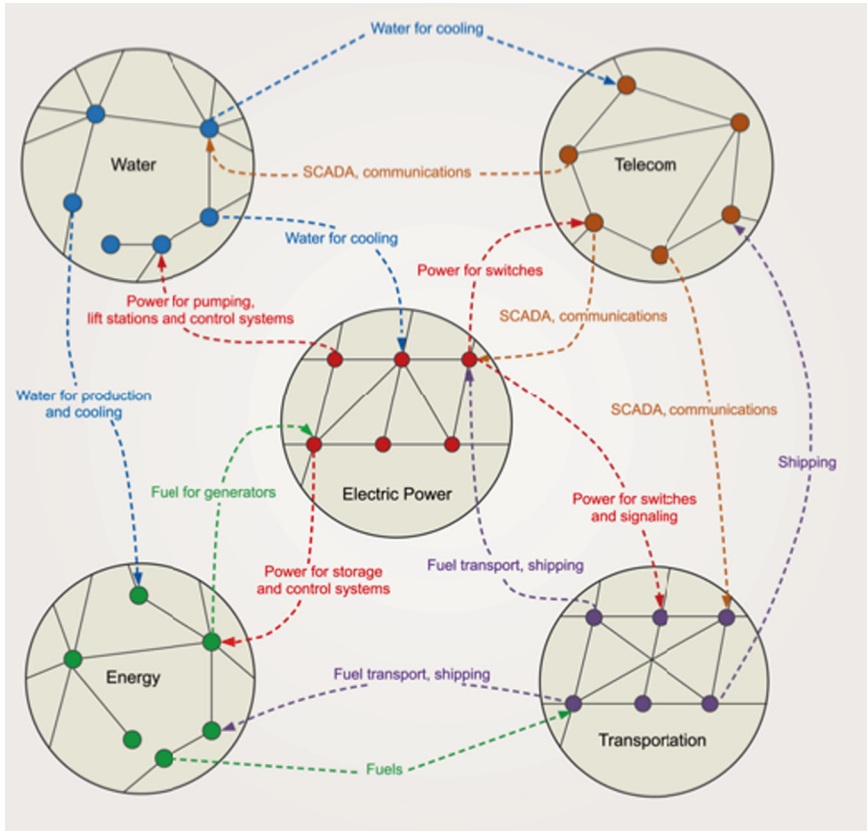 Water for cooling
Water
SCADA, communications
Telecom
Water for cooling
Power for switches
Power for pumping,
lift stations and control systems
SCADA, communications
Water for production
and cooling
SCADA, communications
Shipping
Fuel for generators
Electric Power
Power for switches
and signaling
Power for storage
and control systems
Fuel transport, shipping
Energy
Fuel transport, shipping
Transportation
Fuels